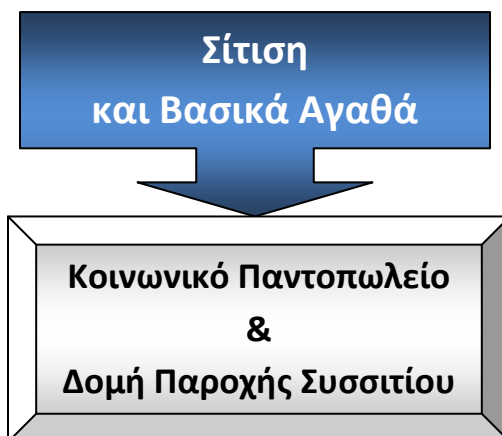 Σίτιση
και Βασικά Αγαθά
Κοινωνικό Παντοπωλείο
&
Δομή Παροχής Συσσιτίου